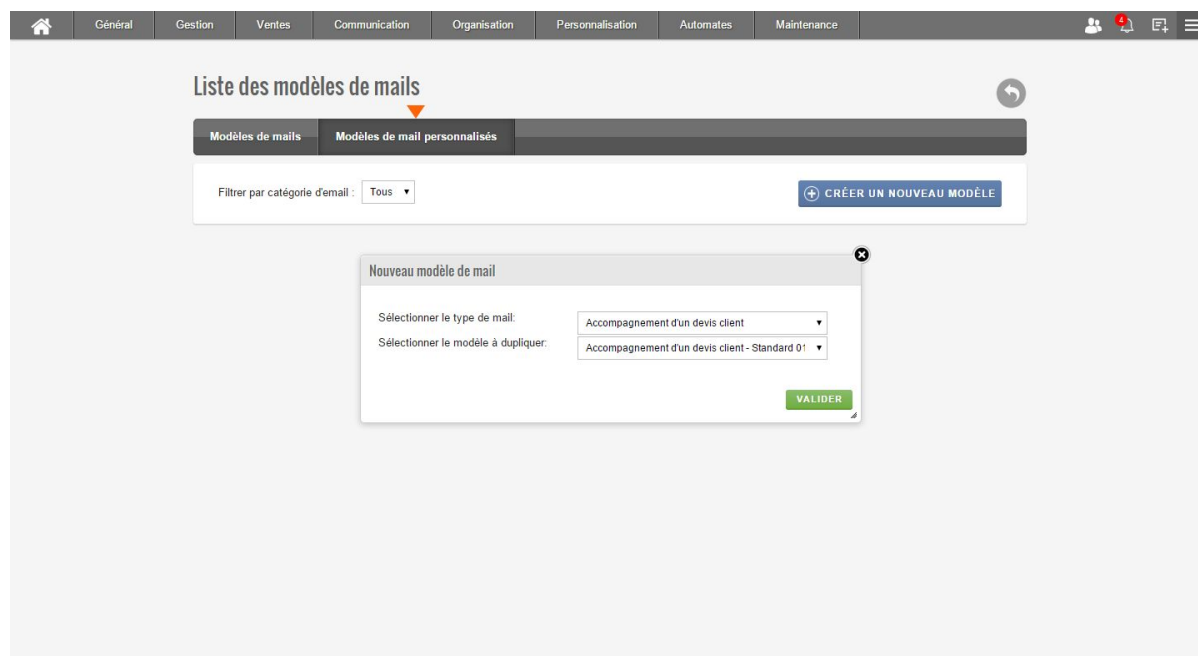 Général Gestion Ventes Communication Organisation Personnalisation Automates Maintenance 4
Liste des modèles de mails
Modèles de mails Modèles de mail personnalisés
Filtrer par catégorie d'email : Tous CRÉER UN NOUVEAU MODÈLE
Nouveau modèle de mail
Sélectionner le type de mail: Accompagnement d'un devis client
Sélectionner le modèle à dupliquer: Accompagnement d'un devis client - Standard 01
VALIDER